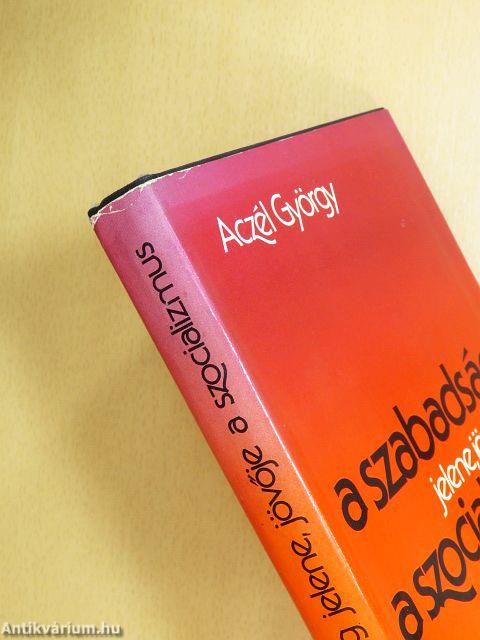 Aczél György
a szabadsá
jelene, jö
a szocia
g jelene, jövője a szocializmus
Antikvárium.hu